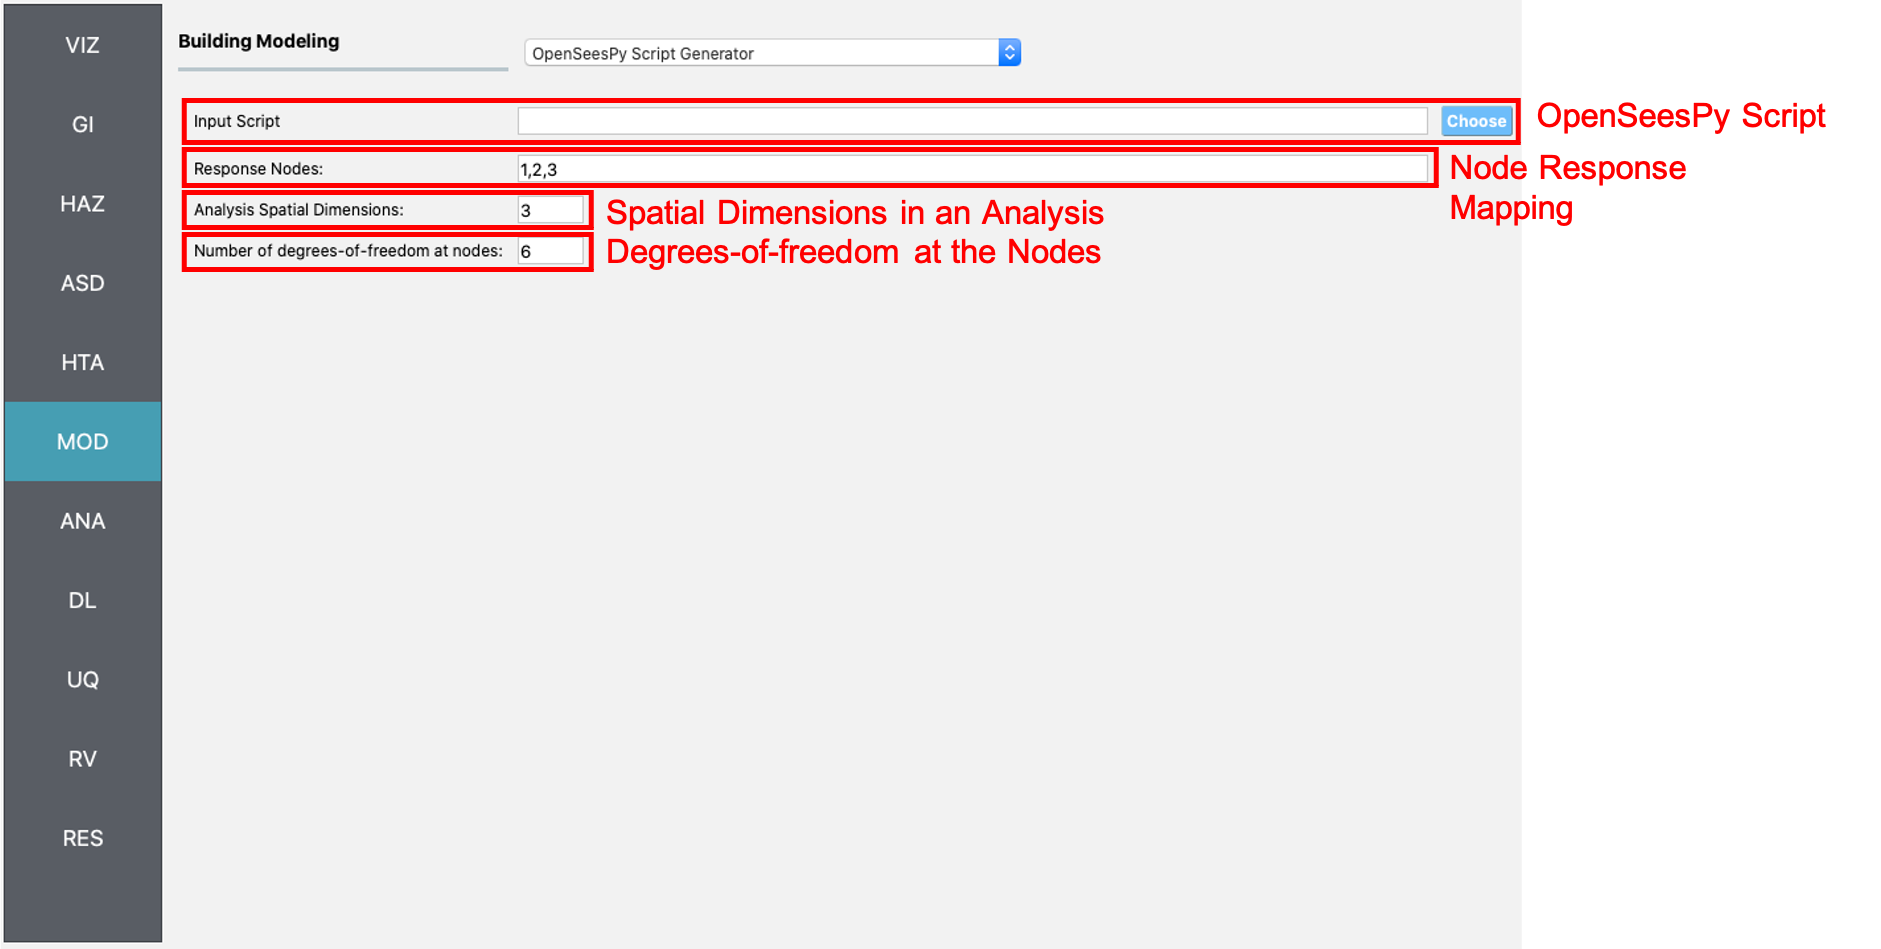 VIZ
GI
HAZ
ASD
HTA
MOD
ANA
DL
UQ
RV
RES
Building Modeling
OpenSeesPy Script Generator
Input Script
Choose
OpenSeesPy Script
Response Nodes:
1,2,3
Node Response
Mapping
Analysis Spatial Dimensions:
3
Spatial Dimensions in an Analysis
Number of degrees-of-freedom at nodes:
6
Degrees-of-freedom at the Nodes